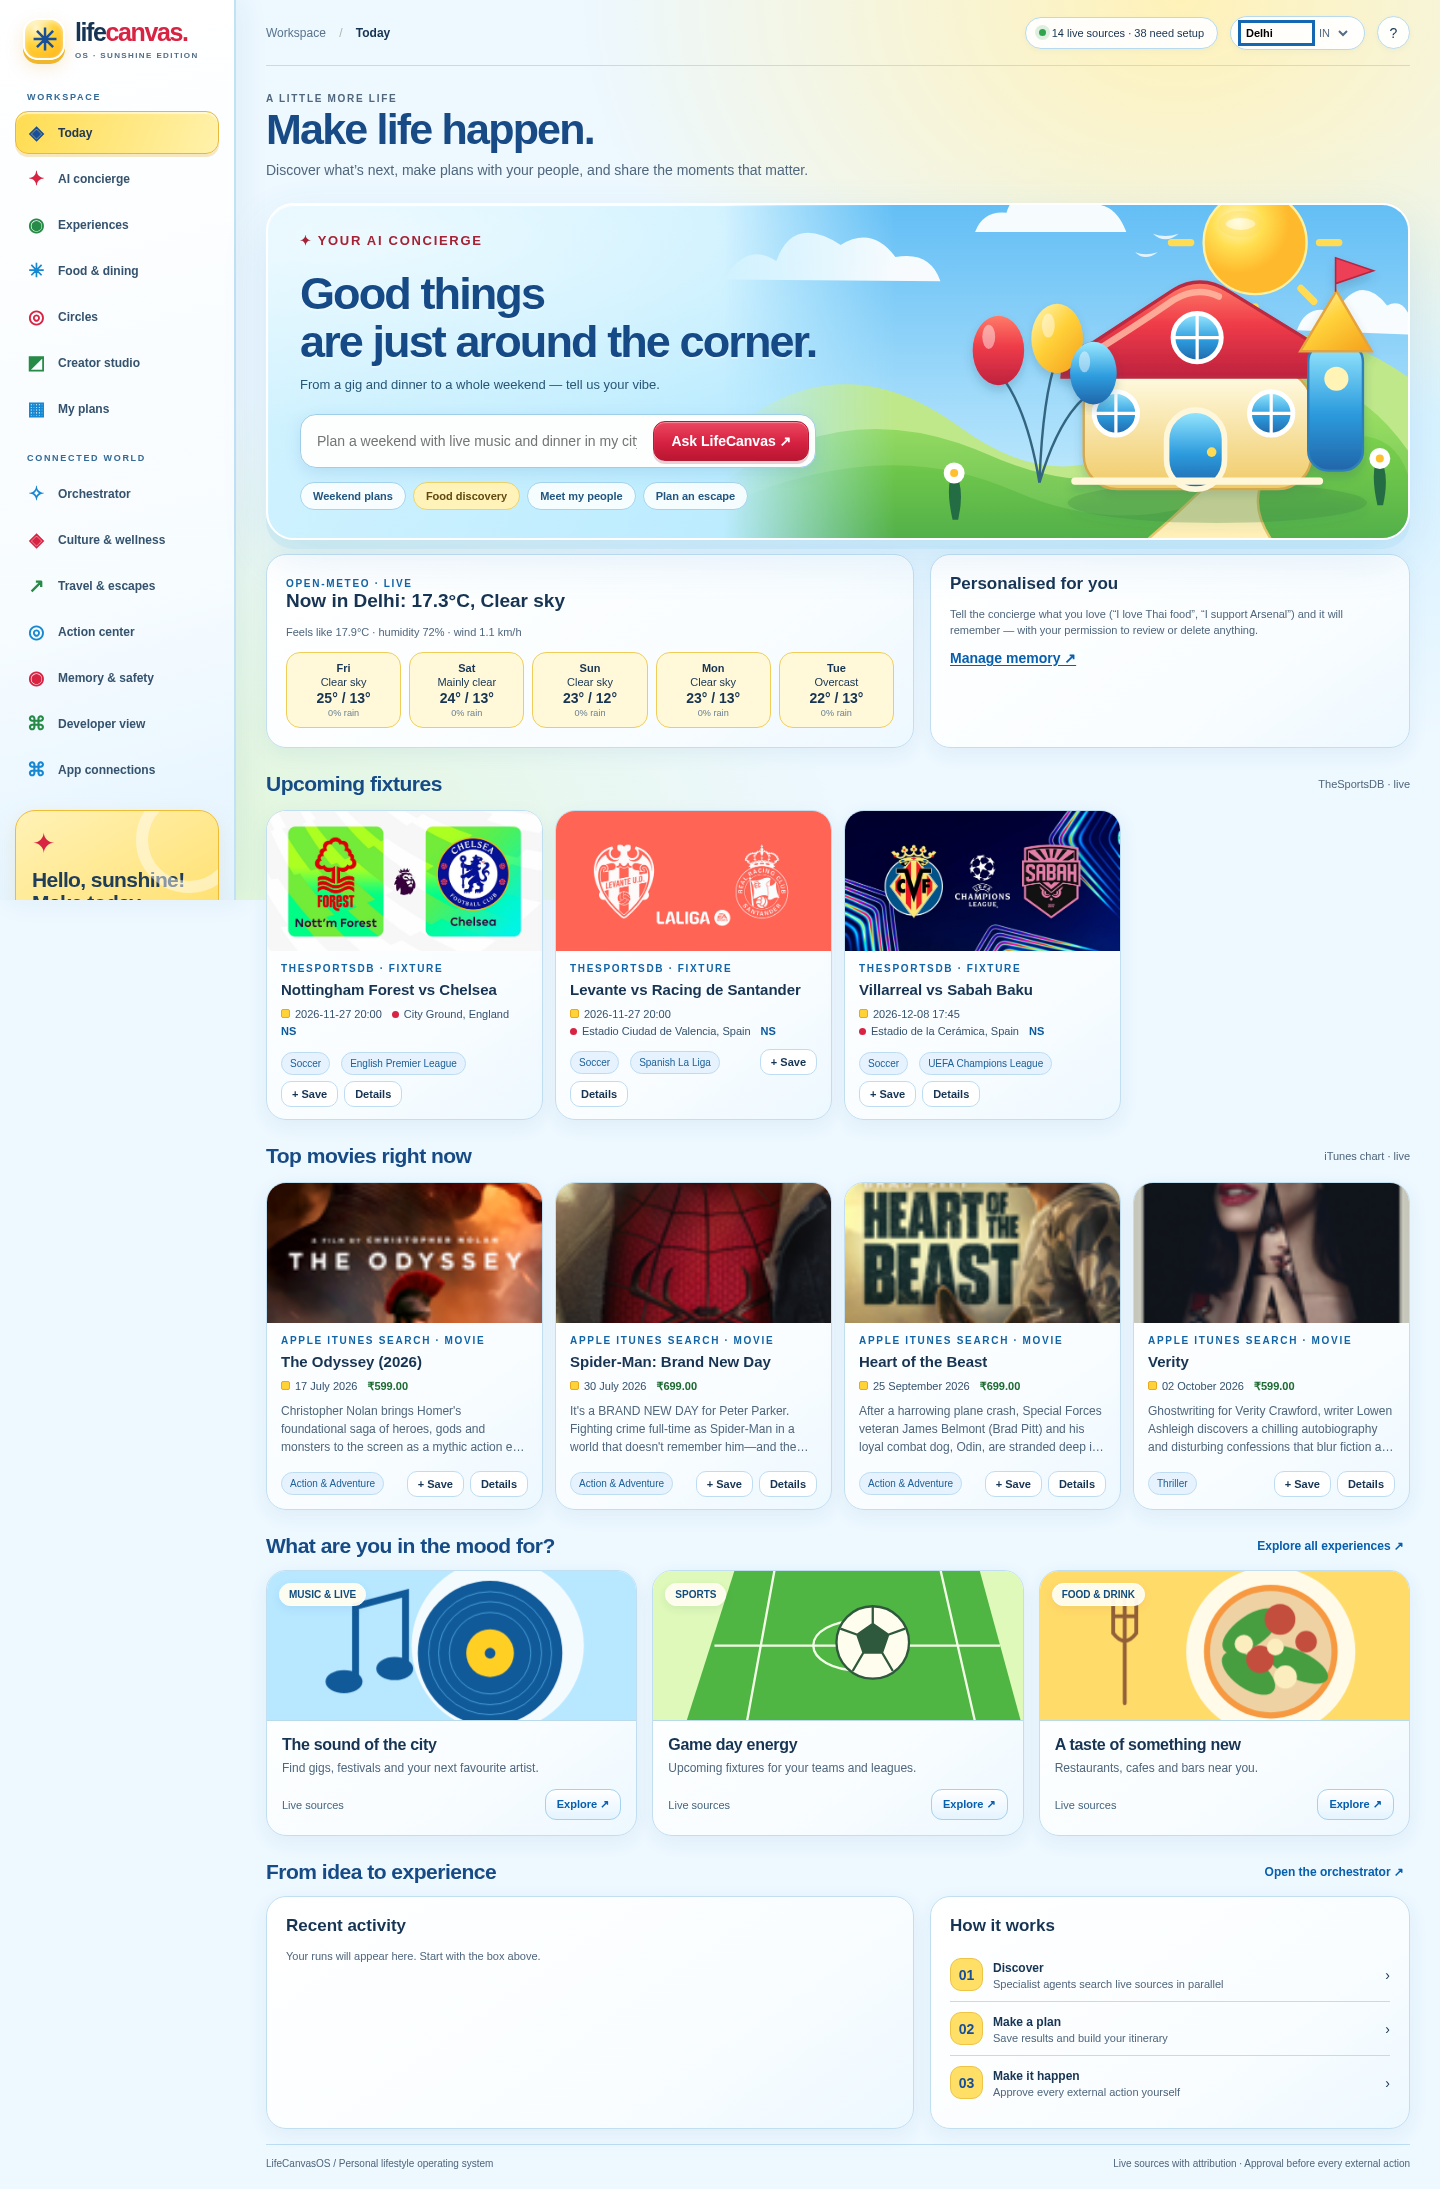 lifecanvas.
OS · SUNSHINE EDITION
WORKSPACE
Today
AI concierge
Experiences
Food & dining
Circles
Creator studio
My plans
CONNECTED WORLD
Orchestrator
Culture & wellness
Travel & escapes
Action center
Memory & safety
Developer view
App connections
Hello, sunshine!
Workspace / Today
14 live sources · 38 need setup
Delhi IN
?
A LITTLE MORE LIFE
Make life happen.
Discover what's next, make plans with your people, and share the moments that matter.
YOUR AI CONCIERGE
Good things
are just around the corner.
From a gig and dinner to a whole weekend — tell us your vibe.
Plan a weekend with live music and dinner in my cit
Ask LifeCanvas ↗
Weekend plans Food discovery Meet my people Plan an escape
OPEN-METEO · LIVE
Now in Delhi: 17.3°C, Clear sky
Feels like 17.9°C · humidity 72% · wind 1.1 km/h
Fri Sat Sun Mon Tue
Clear sky Mainly clear Clear sky Clear sky Overcast
25° / 13° 24° / 13° 23° / 12° 23° / 13° 22° / 13°
0% rain 0% rain 0% rain 0% rain 0% rain
Personalised for you
Tell the concierge what you love (“I love Thai food”, “I support Arsenal”) and it will
remember — with your permission to review or delete anything.
Manage memory ↗
Upcoming fixtures
TheSportsDB · live
FOREST
Nott'm Forest
CHELSEA
FOOTBALL CLUB
Chelsea
THESPORTSDB · FIXTURE
Nottingham Forest vs Chelsea
2026-11-27 20:00 City Ground, England
NS
Soccer English Premier League
+ Save Details
LEVANTE U.D.
LALIGA
REAL RACING CLUB
SANTANDER
THESPORTSDB · FIXTURE
Levante vs Racing de Santander
2026-11-27 20:00
Estadio Ciudad de Valencia, Spain NS
Soccer Spanish La Liga + Save
Details
CVF
UEFA
CHAMPIONS
LEAGUE
SABAH
THESPORTSDB · FIXTURE
Villarreal vs Sabah Baku
2026-12-08 17:45
Estadio de la Cerámica, Spain NS
Soccer UEFA Champions League
+ Save Details
Top movies right now
iTunes chart · live
A FILM BY CHRISTOPHER NOLAN
THE ODYSSEY
APPLE ITUNES SEARCH · MOVIE
The Odyssey (2026)
17 July 2026 ₹599.00
Christopher Nolan brings Homer's
foundational saga of heroes, gods and
monsters to the screen as a mythic action e…
Action & Adventure + Save Details
APPLE ITUNES SEARCH · MOVIE
Spider-Man: Brand New Day
30 July 2026 ₹699.00
It's a BRAND NEW DAY for Peter Parker.
Fighting crime full-time as Spider-Man in a
world that doesn't remember him—and the…
Action & Adventure + Save Details
HEART OF
THE
BEAST
APPLE ITUNES SEARCH · MOVIE
Heart of the Beast
25 September 2026 ₹699.00
After a harrowing plane crash, Special Forces
veteran James Belmont (Brad Pitt) and his
loyal combat dog, Odin, are stranded deep i…
Action & Adventure + Save Details
APPLE ITUNES SEARCH · MOVIE
Verity
02 October 2026 ₹599.00
Ghostwriting for Verity Crawford, writer Lowen
Ashleigh discovers a chilling autobiography
and disturbing confessions that blur fiction a…
Thriller + Save Details
What are you in the mood for?
Explore all experiences ↗
MUSIC & LIVE
The sound of the city
Find gigs, festivals and your next favourite artist.
Live sources Explore ↗
SPORTS
Game day energy
Upcoming fixtures for your teams and leagues.
Live sources Explore ↗
FOOD & DRINK
A taste of something new
Restaurants, cafes and bars near you.
Live sources Explore ↗
From idea to experience
Open the orchestrator ↗
Recent activity
Your runs will appear here. Start with the box above.
How it works
01 Discover
Specialist agents search live sources in parallel
02 Make a plan
Save results and build your itinerary
03 Make it happen
Approve every external action yourself
LifeCanvasOS / Personal lifestyle operating system
Live sources with attribution · Approval before every external action